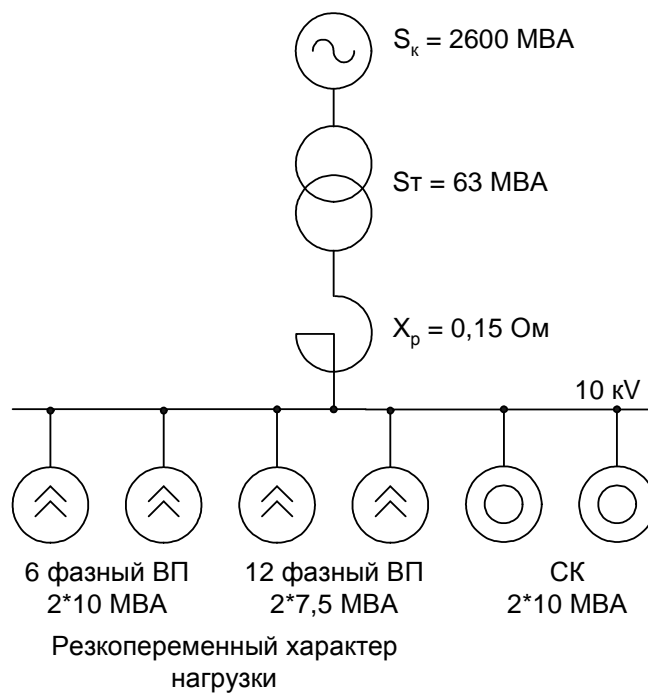 Sк = 2600 МВА
Sт = 63 МВА
Xр = 0,15 Ом
10 кV
6 фазный ВП
2*10 МВА
12 фазный ВП
2*7,5 МВА
СК
2*10 МВА
Резкопеременный характер
нагрузки